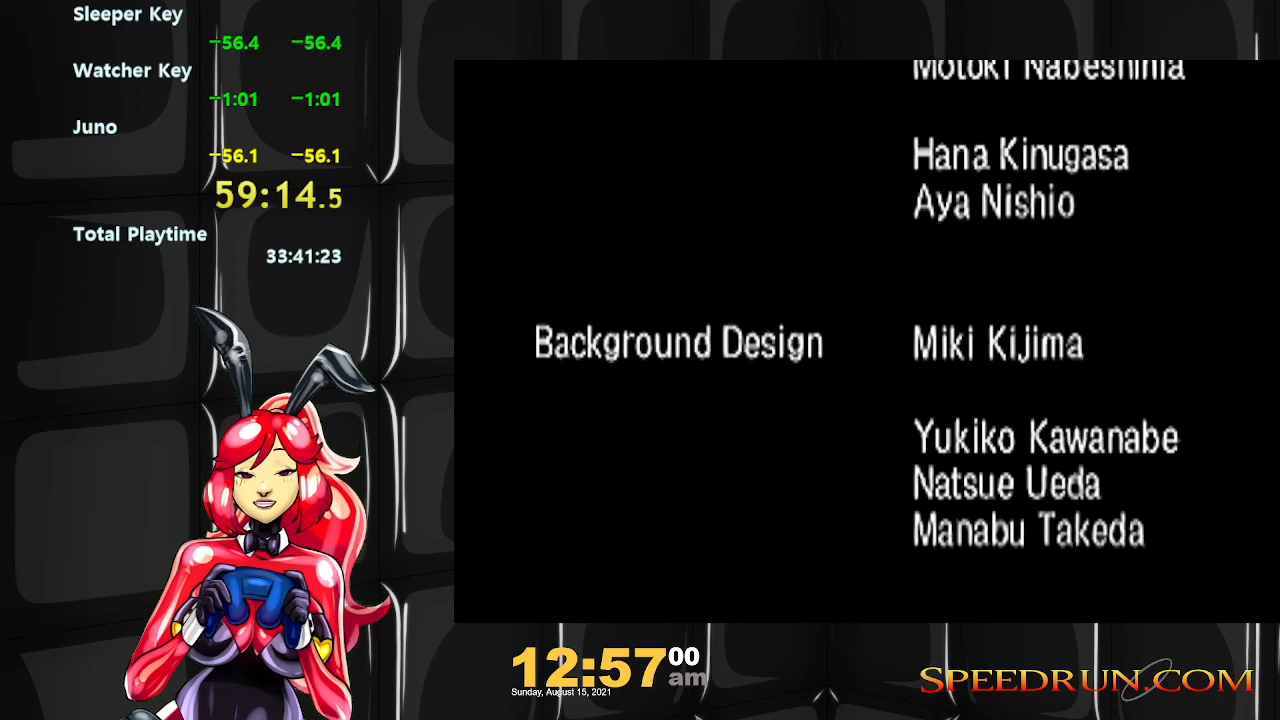 Sleeper Key
−56.4 −56.4
Watcher Key
−1:01 −1:01
Juno
−56.1 −56.1
59:14.5
Total Playtime
33:41:23
Motoki Nabeshima
Hana Kinugasa
Aya Nishio
Background Design Miki Kijima
Yukiko Kawanabe
Natsue Ueda
Manabu Takeda
12:57 00 am
Sunday, August 15, 2021
SPEEDRUN.COM